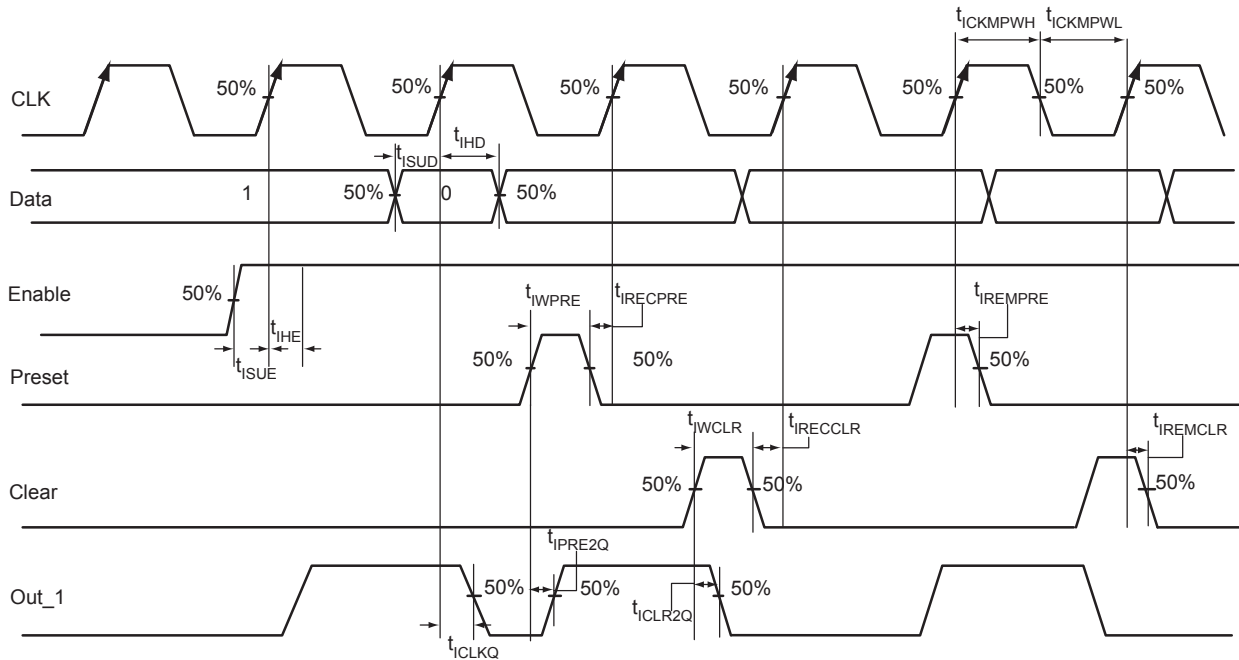 tICKMPWH tICKMPWL
CLK 50% 50% 50% 50% 50% 50% 50%
tISUD tIHD
Data 1 50% 0 50%
Enable 50%
tIHE
tISUE
tIWPRE tIRECPRE tIREMPRE
Preset 50% 50% 50%
tIWCLR tIRECCLR tIREMCLR
Clear 50% 50% 50%
tIPRE2Q
Out_1 50% 50% 50%
tICLR2Q
tICLKQ